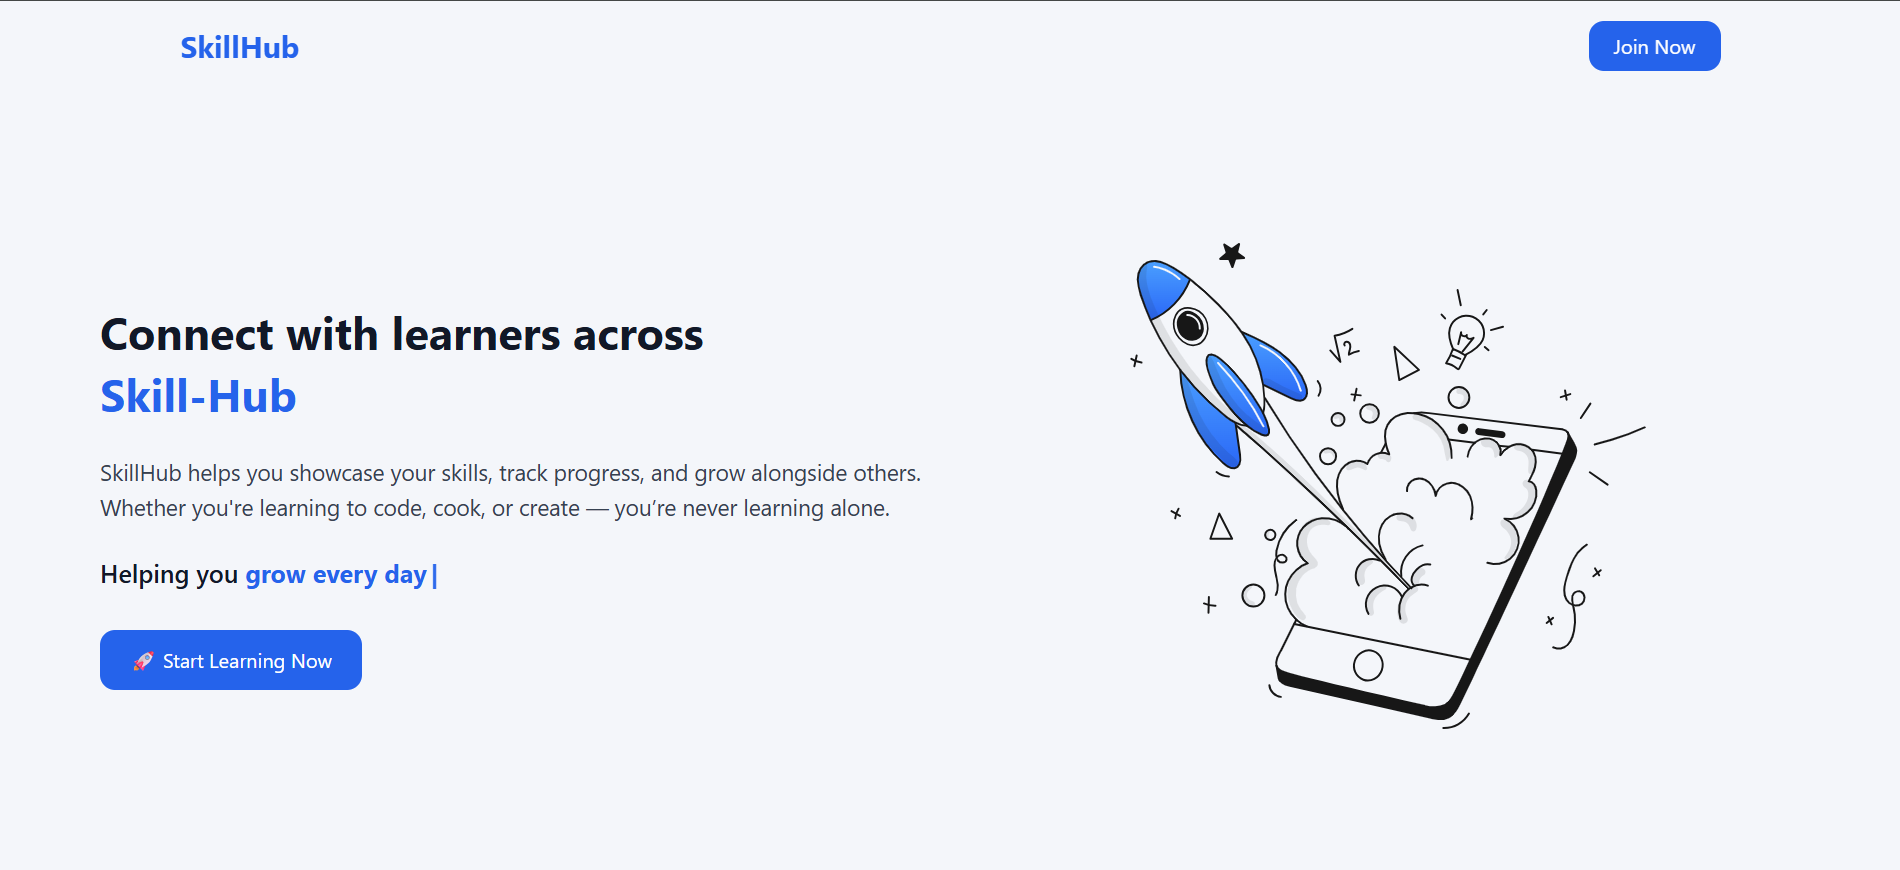 SkillHub
Join Now
Connect with learners across
Skill-Hub
SkillHub helps you showcase your skills, track progress, and grow alongside others.
Whether you're learning to code, cook, or create — you’re never learning alone.
Helping you grow every day|
🚀 Start Learning Now
√2